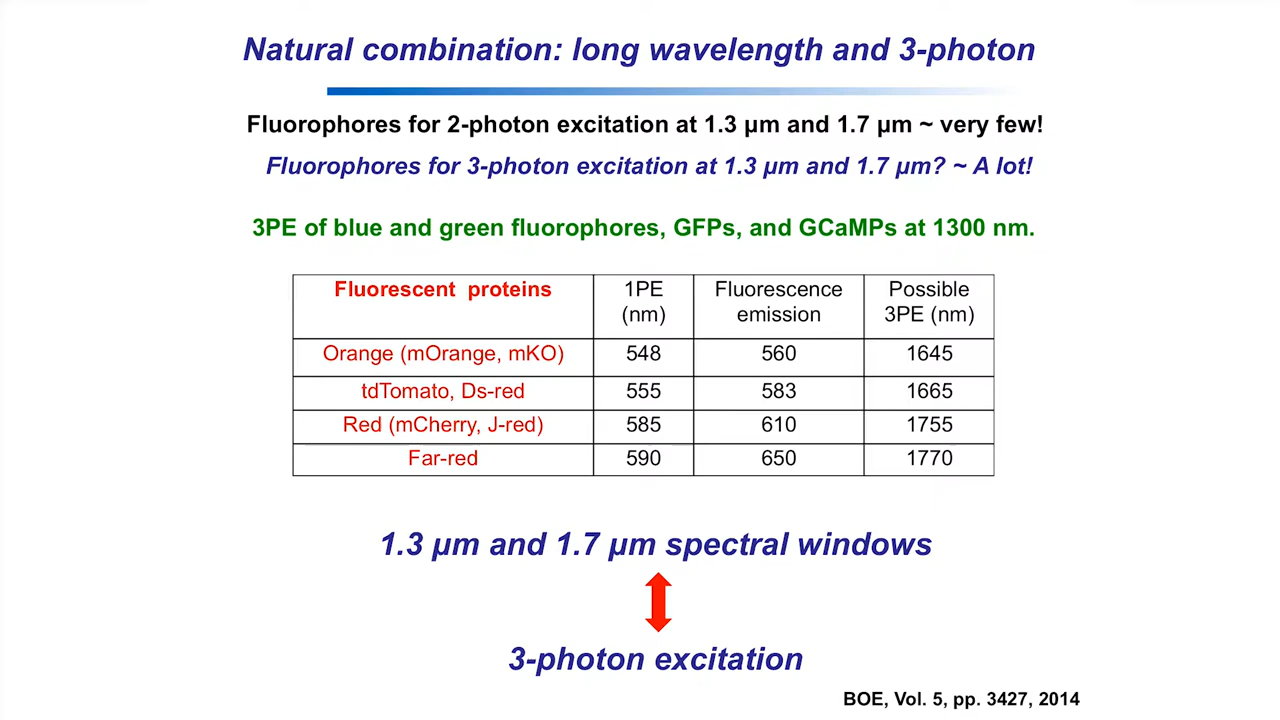 Natural combination: long wavelength and 3-photon
Fluorophores for 2-photon excitation at 1.3 µm and 1.7 µm ~ very few!
Fluorophores for 3-photon excitation at 1.3 µm and 1.7 µm? ~ A lot!
3PE of blue and green fluorophores, GFPs, and GCaMPs at 1300 nm.
Fluorescent proteins 1PE (nm) Fluorescence emission Possible 3PE (nm)
Orange (mOrange, mKO) 548 560 1645
tdTomato, Ds-red 555 583 1665
Red (mCherry, J-red) 585 610 1755
Far-red 590 650 1770
1.3 µm and 1.7 µm spectral windows
3-photon excitation
BOE, Vol. 5, pp. 3427, 2014